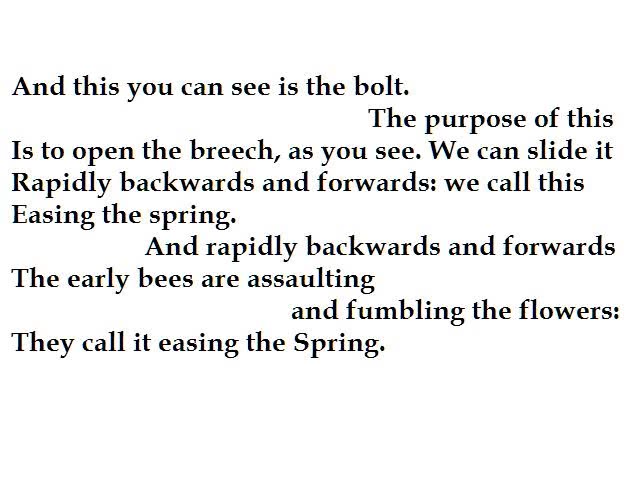 And this you can see is the bolt.
The purpose of this
Is to open the breech, as you see. We can slide it
Rapidly backwards and forwards: we call this
Easing the spring.
And rapidly backwards and forwards
The early bees are assaulting
and fumbling the flowers:
They call it easing the Spring.